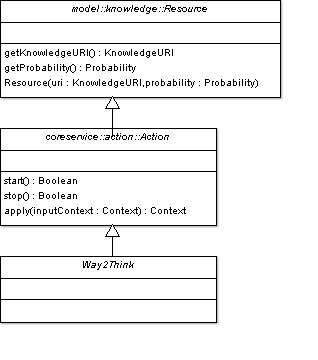 model::knowledge::Resource
getKnowledgeURI() : KnowledgeURI
getProbability() : Probability
Resource(uri : KnowledgeURI,probability : Probability)
coreservice::action::Action
start() : Boolean
stop() : Boolean
apply(inputContext : Context) : Context
Way2Think